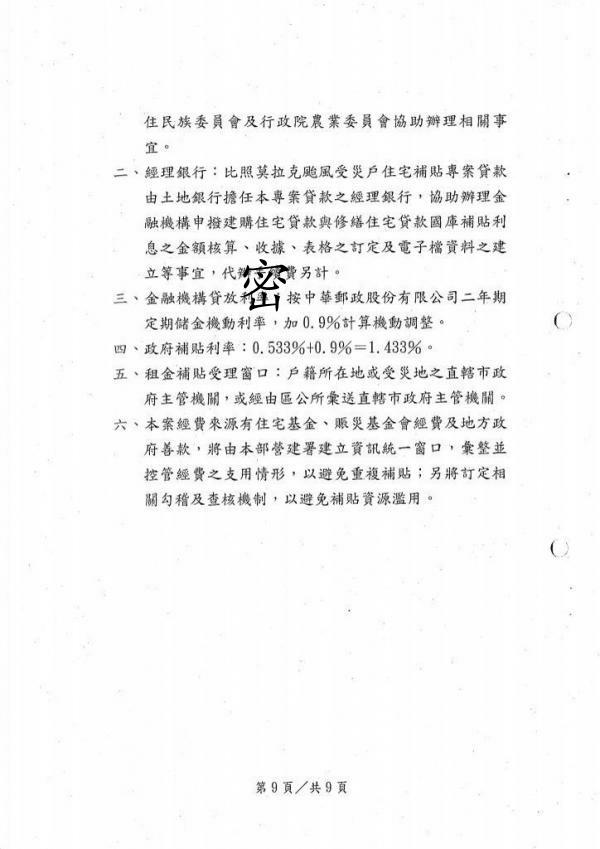 住民族委員會及行政院農業委員會協助辦理相關事
宜。
二、經理銀行：比照莫拉克颱風受災戶住宅補貼專案貸款
由土地銀行擔任本專案貸款之經理銀行，協助辦理金
融機構申撥建購住宅貸款與修繕住宅貸款國庫補貼利
息之金額核算、收據、表格之訂定及電子檔資料之建
立等事宜，代辦費另計。
密
三、金融機構貸放利率：按中華郵政股份有限公司二年期
定期儲金機動利率，加0.9%計算機動調整。
四、政府補貼利率：0.533%+0.9%＝1.433%。
五、租金補貼受理窗口：戶籍所在地或受災地之直轄市政
府主管機關，或經由區公所彙送直轄市政府主管機關。
六、本案經費來源有住宅基金、賑災基金會經費及地方政
府善款，將由本部營建署建立資訊統一窗口，彙整並
控管經費之支用情形，以避免重複補貼；另將訂定相
關勾稽及查核機制，以避免補貼資源濫用。
第9頁／共9頁